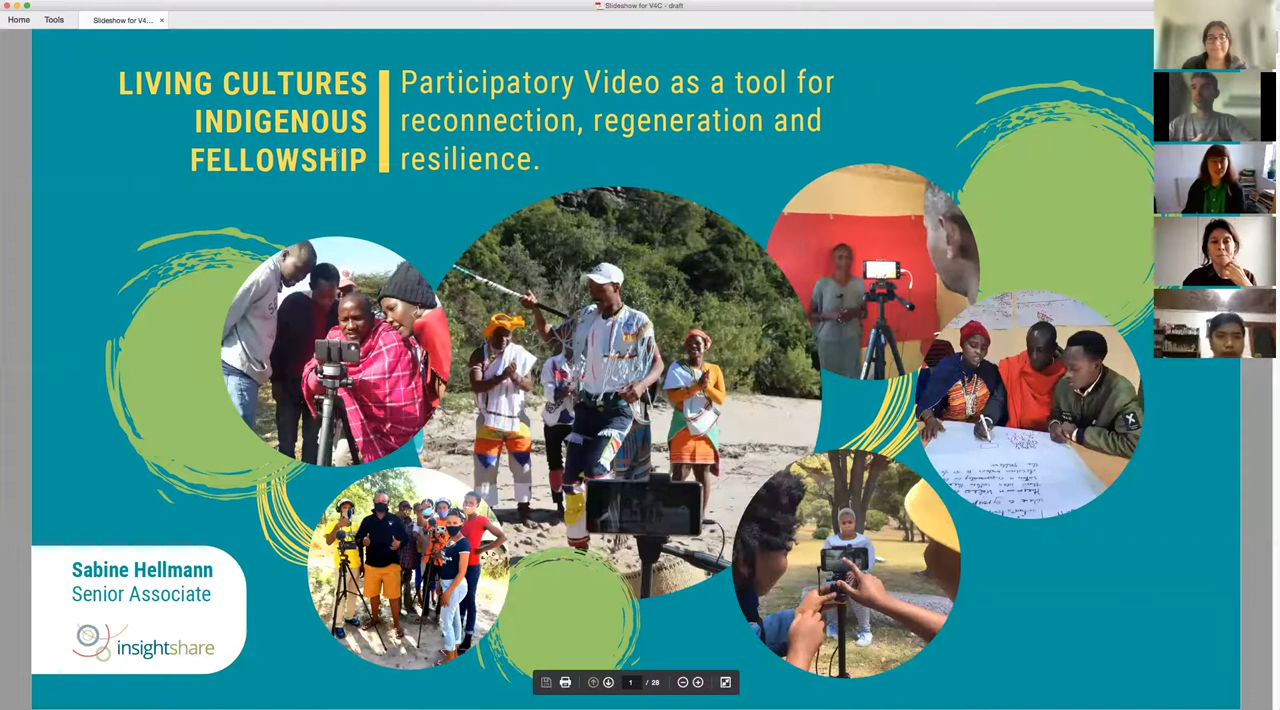 Slideshow for V4C - draft
Home
Tools
Slideshow for V4...
LIVING CULTURES
INDIGENOUS
FELLOWSHIP
Participatory Video as a tool for
reconnection, regeneration and
resilience.
Sabine Hellmann
Senior Associate
insightshare
1 / 28